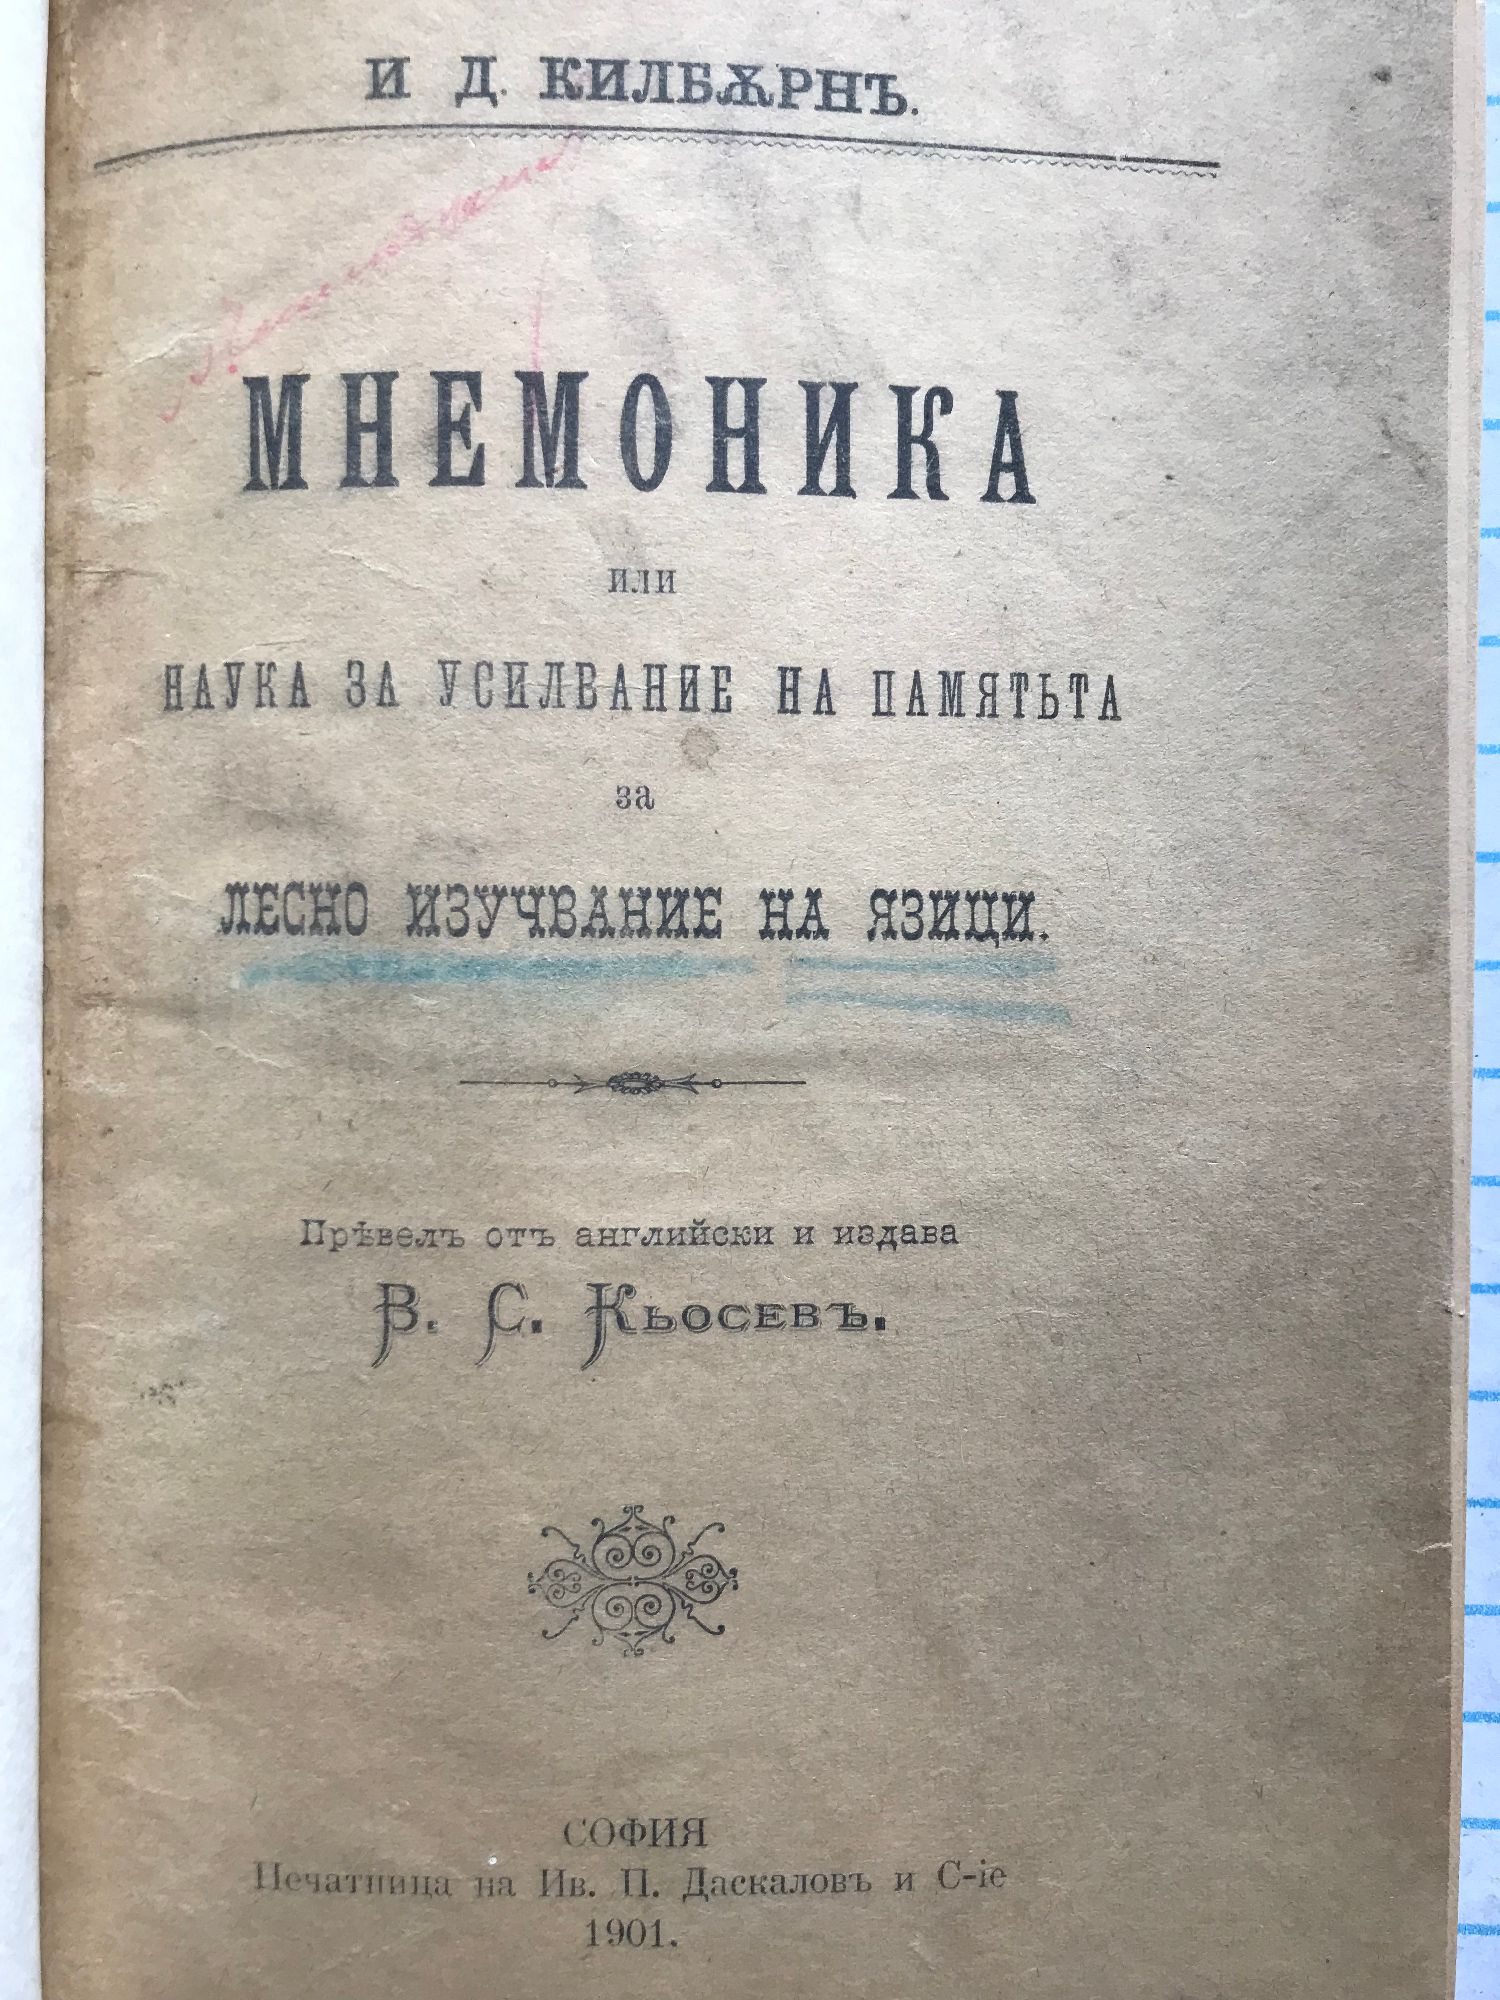 И Д. КИЛБѪРНЪ.
МНЕМОНИКА
или
НАУКА ЗА УСИЛВАНИЕ НА ПАМЯТЬТА
за
ЛЕСНО ИЗУЧВАНИЕ НА ЯЗИЦИ.
Прѣвелъ отъ английски и издава
В. С. Кьосевъ.
СОФИЯ
Печатница на Ив. П. Даскаловъ и С-ie
1901.